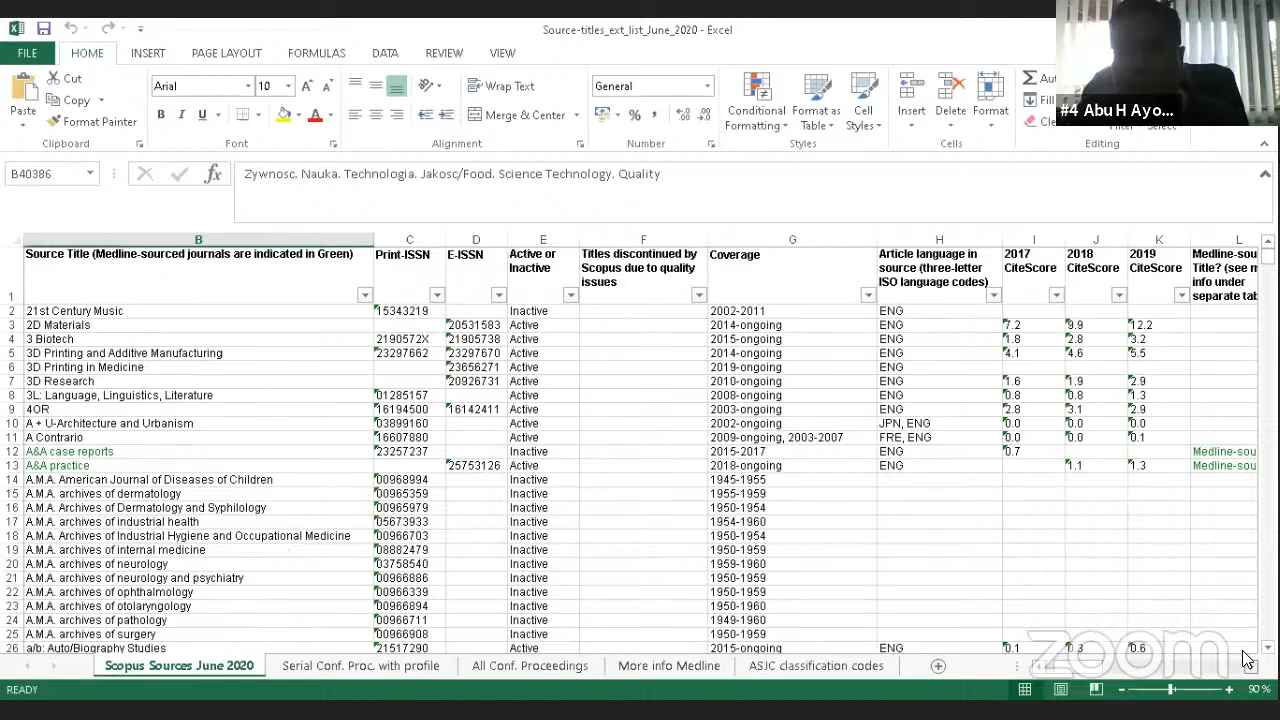 Source-titles_ext_list_June_2020 - Excel
FILE HOME INSERT PAGE LAYOUT FORMULAS DATA REVIEW VIEW
Cut
Copy
Format Painter
Paste
Clipboard
Arial 10
B I U
Font
Wrap Text
Merge & Center
Alignment
General
Number
Conditional Formatting
Format as Table
Cell Styles
Styles
Insert Delete Format
Cells
Fill
Editing
#4 Abu H Ayo...
B40386 fx Zywnosc. Nauka. Technologia. Jakosc/Food. Science Technology. Quality
B C D E F G H I J K L
1 Source Title (Medline-sourced journals are indicated in Green) Print-ISSN E-ISSN Active or Inactive Titles discontinued by Scopus due to quality issues Coverage Article language in source (three-letter ISO language codes) 2017 CiteScore 2018 CiteScore 2019 CiteScore Medline-sou Title? (see m info under separate tab
2 21st Century Music 15343219 Inactive 2002-2011 ENG
3 2D Materials 20531583 Active 2014-ongoing ENG 7.2 9.9 12.2
4 3 Biotech 2190572X 21905738 Active 2015-ongoing ENG 1.8 2.8 3.2
5 3D Printing and Additive Manufacturing 23297662 23297670 Active 2014-ongoing ENG 4.1 4.6 5.5
6 3D Printing in Medicine 23656271 Active 2019-ongoing ENG
7 3D Research 20926731 Active 2010-ongoing ENG 1.6 1.9 2.9
8 3L: Language, Linguistics, Literature 01285157 Active 2008-ongoing ENG 0.8 0.8 1.3
9 4OR 16194500 16142411 Active 2003-ongoing ENG 2.8 3.1 2.9
10 A + U-Architecture and Urbanism 03899160 Active 2002-ongoing JPN, ENG 0.0 0.0 0.0
11 A Contrario 16607880 Active 2009-ongoing, 2003-2007 FRE, ENG 0.0 0.0 0.1
12 A&A case reports 23257237 Inactive 2015-2017 ENG 0.7 Medline-sou
13 A&A practice 25753126 Active 2018-ongoing ENG 1.1 1.3 Medline-sou
14 A.M.A. American Journal of Diseases of Children 00968994 Inactive 1945-1955
15 A.M.A. archives of dermatology 00965359 Inactive 1955-1959
16 A.M.A. Archives of Dermatology and Syphilology 00965979 Inactive 1950-1954
17 A.M.A. archives of industrial health 05673933 Inactive 1954-1960
18 A.M.A. Archives of Industrial Hygiene and Occupational Medicine 00966703 Inactive 1950-1954
19 A.M.A. archives of internal medicine 08882479 Inactive 1950-1959
20 A.M.A. archives of neurology 03758540 Inactive 1959-1960
21 A.M.A. archives of neurology and psychiatry 00966886 Inactive 1950-1959
22 A.M.A. archives of ophthalmology 00966339 Inactive 1950-1959
23 A.M.A. archives of otolaryngology 00966894 Inactive 1950-1960
24 A.M.A. archives of pathology 00966711 Inactive 1949-1960
25 A.M.A. archives of surgery 00966908 Inactive 1950-1959
26 a/b: Auto/Biography Studies 21517290 Active 2015-ongoing ENG 0.1 0.3 0.6
zoom
Scopus Sources June 2020 Serial Conf. Proc. with profile All Conf. Proceedings More info Medline ASJC classification codes
READY 90 %